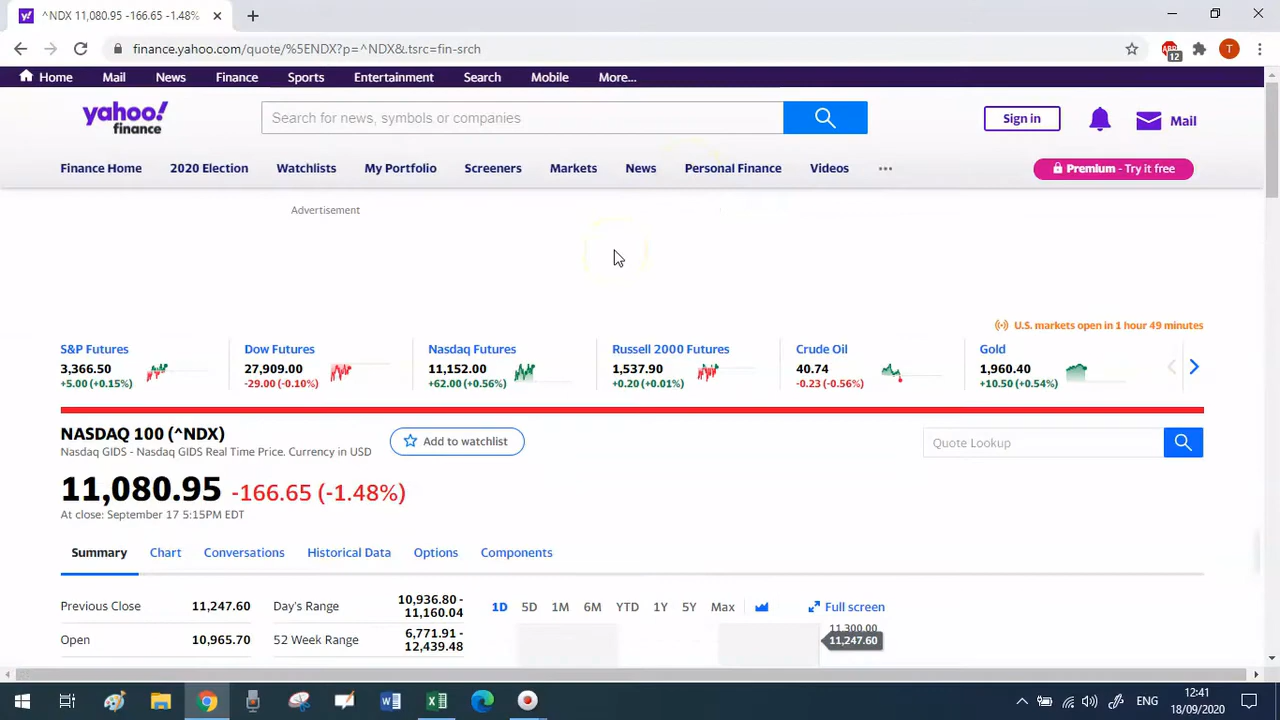 ^NDX 11,080.95 -166.65 -1.48%
finance.yahoo.com/quote/%5ENDX?p=^NDX&.tsrc=fin-srch
ABP
12
T
Home Mail News Finance Sports Entertainment Search Mobile More...
yahoo!
finance
Search for news, symbols or companies
Sign in
Mail
Finance Home 2020 Election Watchlists My Portfolio Screeners Markets News Personal Finance Videos ...
Premium - Try it free
Advertisement
U.S. markets open in 1 hour 49 minutes
S&P Futures
3,366.50
+5.00 (+0.15%)
Dow Futures
27,909.00
-29.00 (-0.10%)
Nasdaq Futures
11,152.00
+62.00 (+0.56%)
Russell 2000 Futures
1,537.90
+0.20 (+0.01%)
Crude Oil
40.74
-0.23 (-0.56%)
Gold
1,960.40
+10.50 (+0.54%)
NASDAQ 100 (^NDX)
Nasdaq GIDS - Nasdaq GIDS Real Time Price. Currency in USD
Add to watchlist
Quote Lookup
11,080.95 -166.65 (-1.48%)
At close: September 17 5:15PM EDT
Summary Chart Conversations Historical Data Options Components
Previous Close 11,247.60
Open 10,965.70
Day's Range 10,936.80 -
11,160.04
52 Week Range 6,771.91 -
12,439.48
1D 5D 1M 6M YTD 1Y 5Y Max Full screen
11,300.00
11,247.60
ENG
12:41
18/09/2020